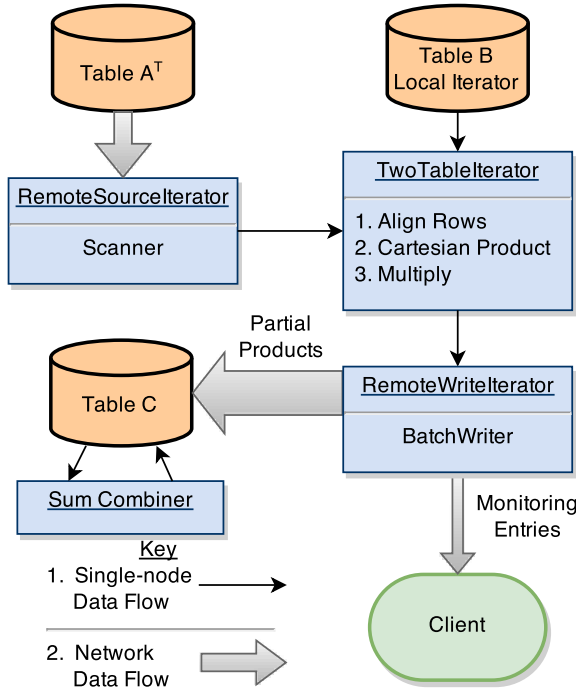 Table Aᵀ
Table B
Local Iterator
RemoteSourceIterator
Scanner
TwoTableIterator
1. Align Rows
2. Cartesian Product
3. Multiply
Partial
Products
Table C
RemoteWriteIterator
BatchWriter
Sum Combiner
Monitoring
Entries
Key
1. Single-node
Data Flow
2. Network
Data Flow
Client